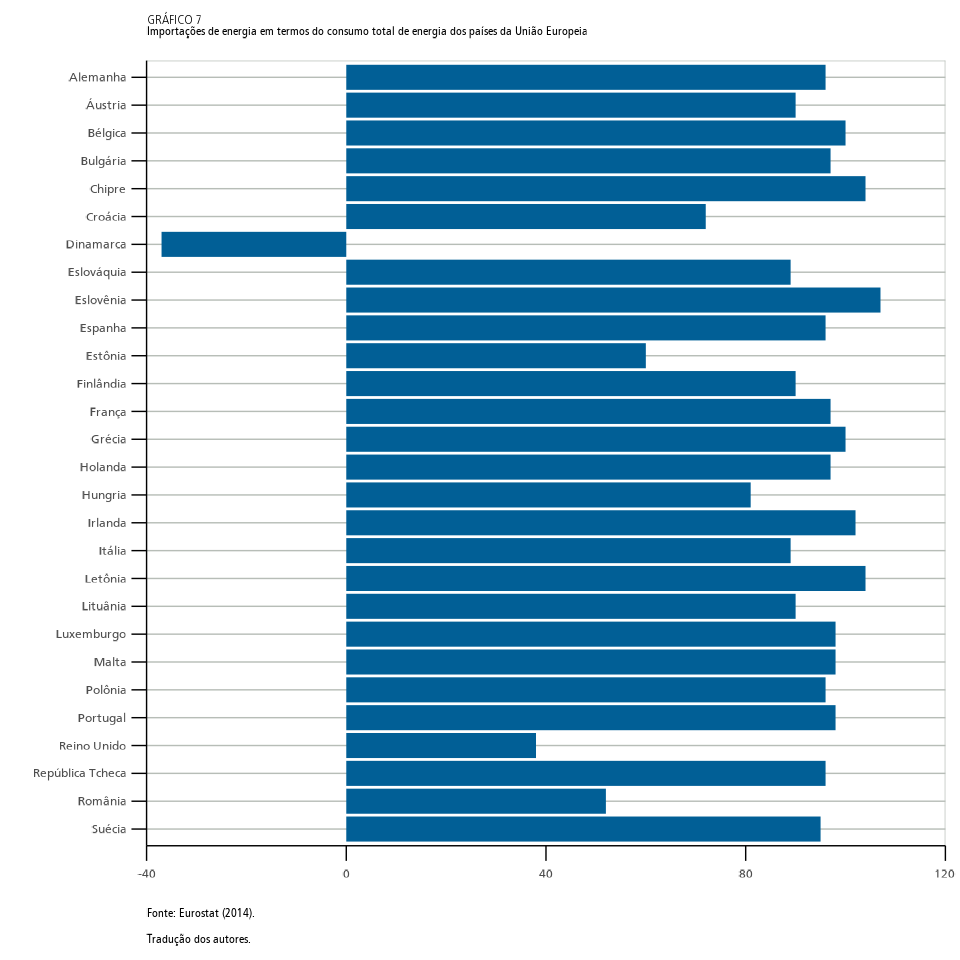 GRÁFICO 7
Importações de energia em termos do consumo total de energia dos países da União Europeia
Alemanha
Áustria
Bélgica
Bulgária
Chipre
Croácia
Dinamarca
Eslováquia
Eslovênia
Espanha
Estônia
Finlândia
França
Grécia
Holanda
Hungria
Irlanda
Itália
Letônia
Lituânia
Luxemburgo
Malta
Polônia
Portugal
Reino Unido
República Tcheca
România
Suécia
-40 0 40 80 120
Fonte: Eurostat (2014).
Tradução dos autores.